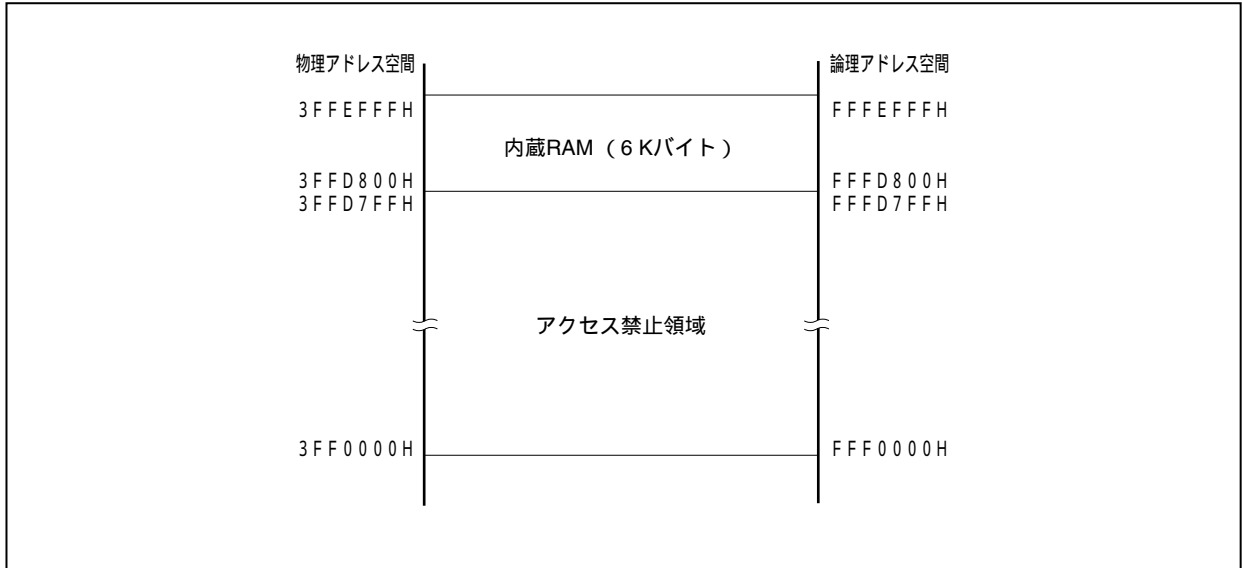 物理アドレス空間
論理アドレス空間
3FFEFFFH
FFFEFFFH
内蔵RAM（6 Kバイト）
3FFD800H
FFFD800H
3FFD7FFH
FFFD7FFH
アクセス禁止領域
3FF0000H
FFF0000H